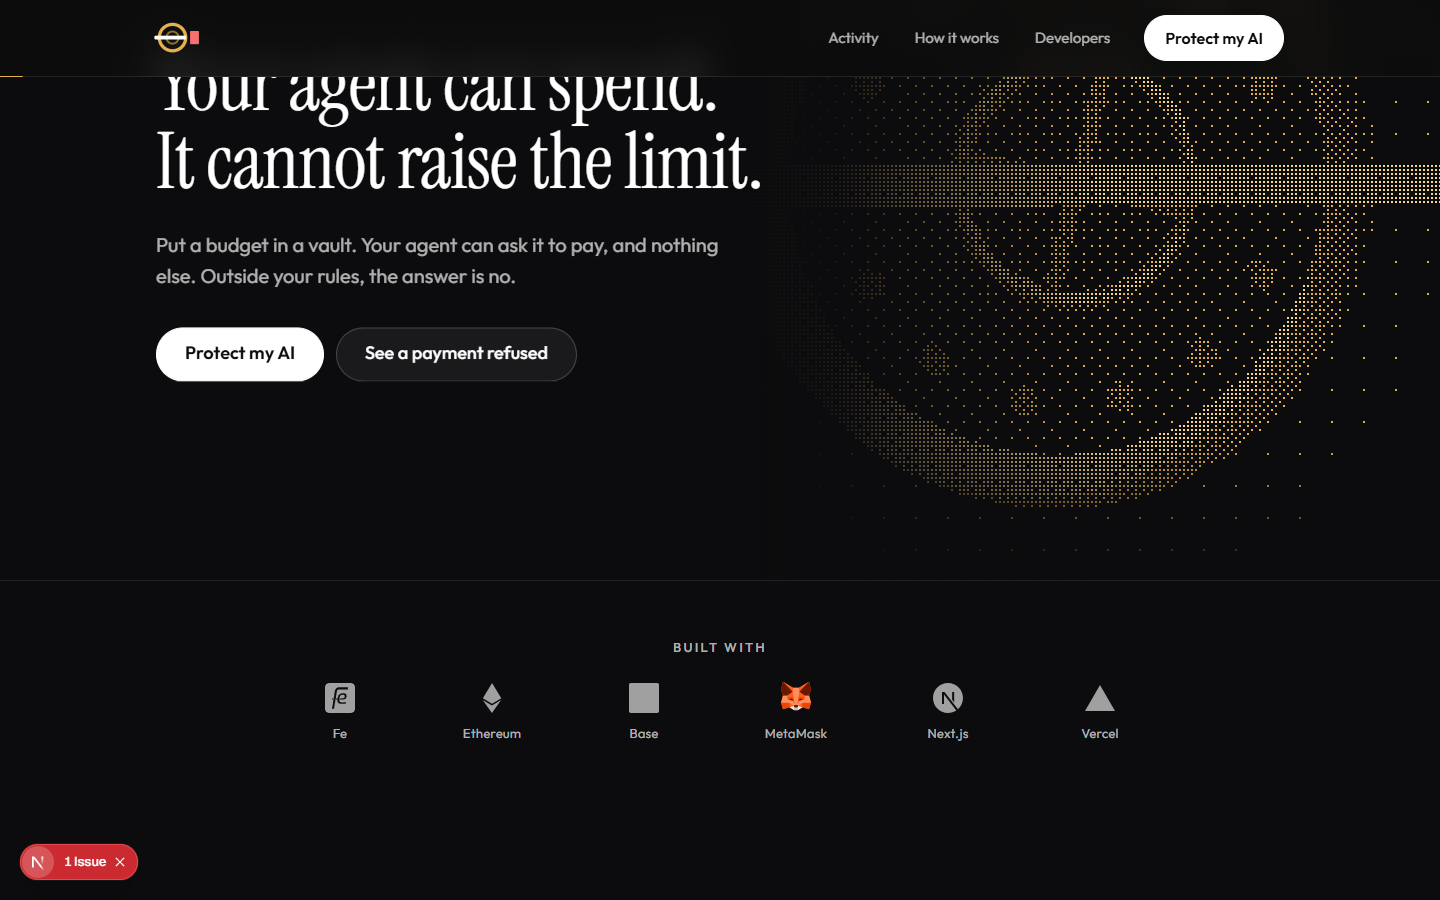 Activity
How it works
Developers
Protect my AI
Your agent can spend.
It cannot raise the limit.
Put a budget in a vault. Your agent can ask it to pay, and nothing
else. Outside your rules, the answer is no.
Protect my AI
See a payment refused
BUILT WITH
Fe
Fe
Ethereum
Base
MetaMask
N
Next.js
Vercel
N
1 Issue